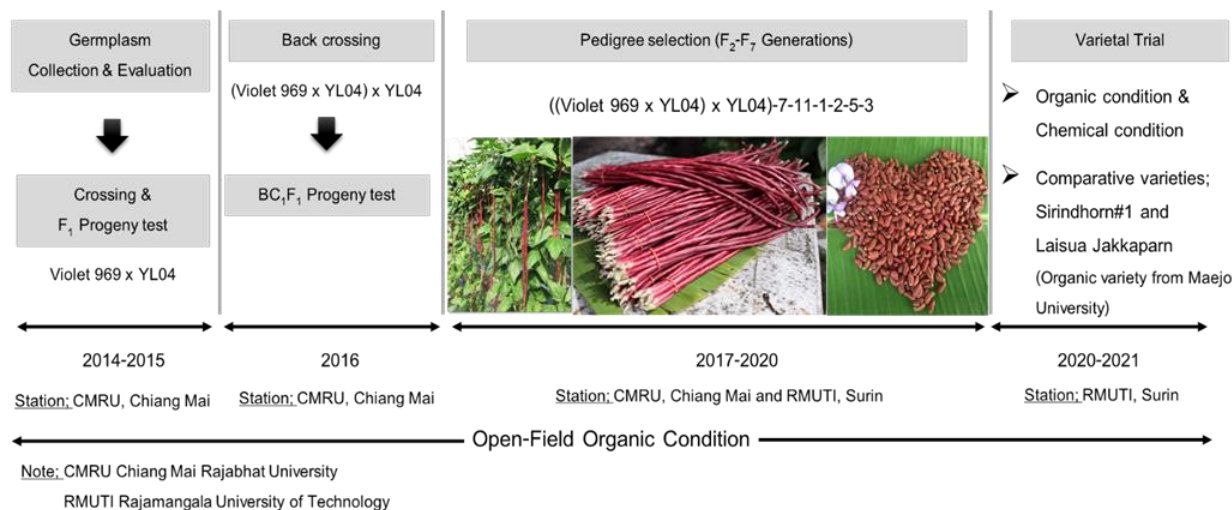 Germplasm
Collection & Evaluation
Crossing &
F₁ Progeny test
Violet 969 x YL04
2014-2015
Station; CMRU, Chiang Mai
Back crossing
(Violet 969 x YL04) x YL04
BC₁F₁ Progeny test
2016
Station; CMRU, Chiang Mai
Pedigree selection (F₂-F₇ Generations)
((Violet 969 x YL04) x YL04)-7-11-1-2-5-3
2017-2020
Station; CMRU, Chiang Mai and RMUTI, Surin
Varietal Trial
➢ Organic condition &
Chemical condition
➢ Comparative varieties;
Sirindhorn#1 and
Laisua Jakkaparn
(Organic variety from Maejo
University)
2020-2021
Station; RMUTI, Surin
Open-Field Organic Condition
Note; CMRU Chiang Mai Rajabhat University
RMUTI Rajamangala University of Technology